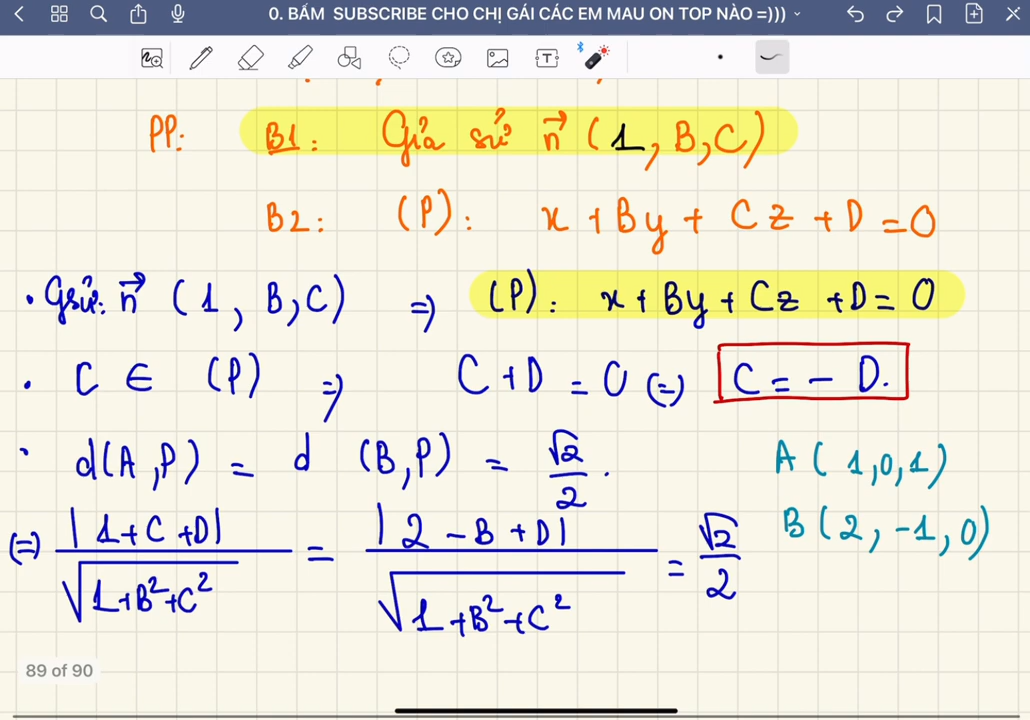 0. BẤM SUBSCRIBE CHO CHỊ GÁI CÁC EM MAU ON TOP NÀO =)))
PP: B1: Giả sử n⃗ (1, B, C)
B2: (P): x + By + Cz + D = 0
• Gsử: n⃗ (1, B, C) => (P): x + By + Cz + D = 0
• C ∈ (P) => C + D = 0 (=) C = - D.
• d(A, P) = d (B, P) = √2/2 .
A (1, 0, 1)
B (2, -1, 0)
(=) |1 + C + D| / √(1 + B² + C²) = |2 - B + D| / √(1 + B² + C²) = √2/2
89 of 90